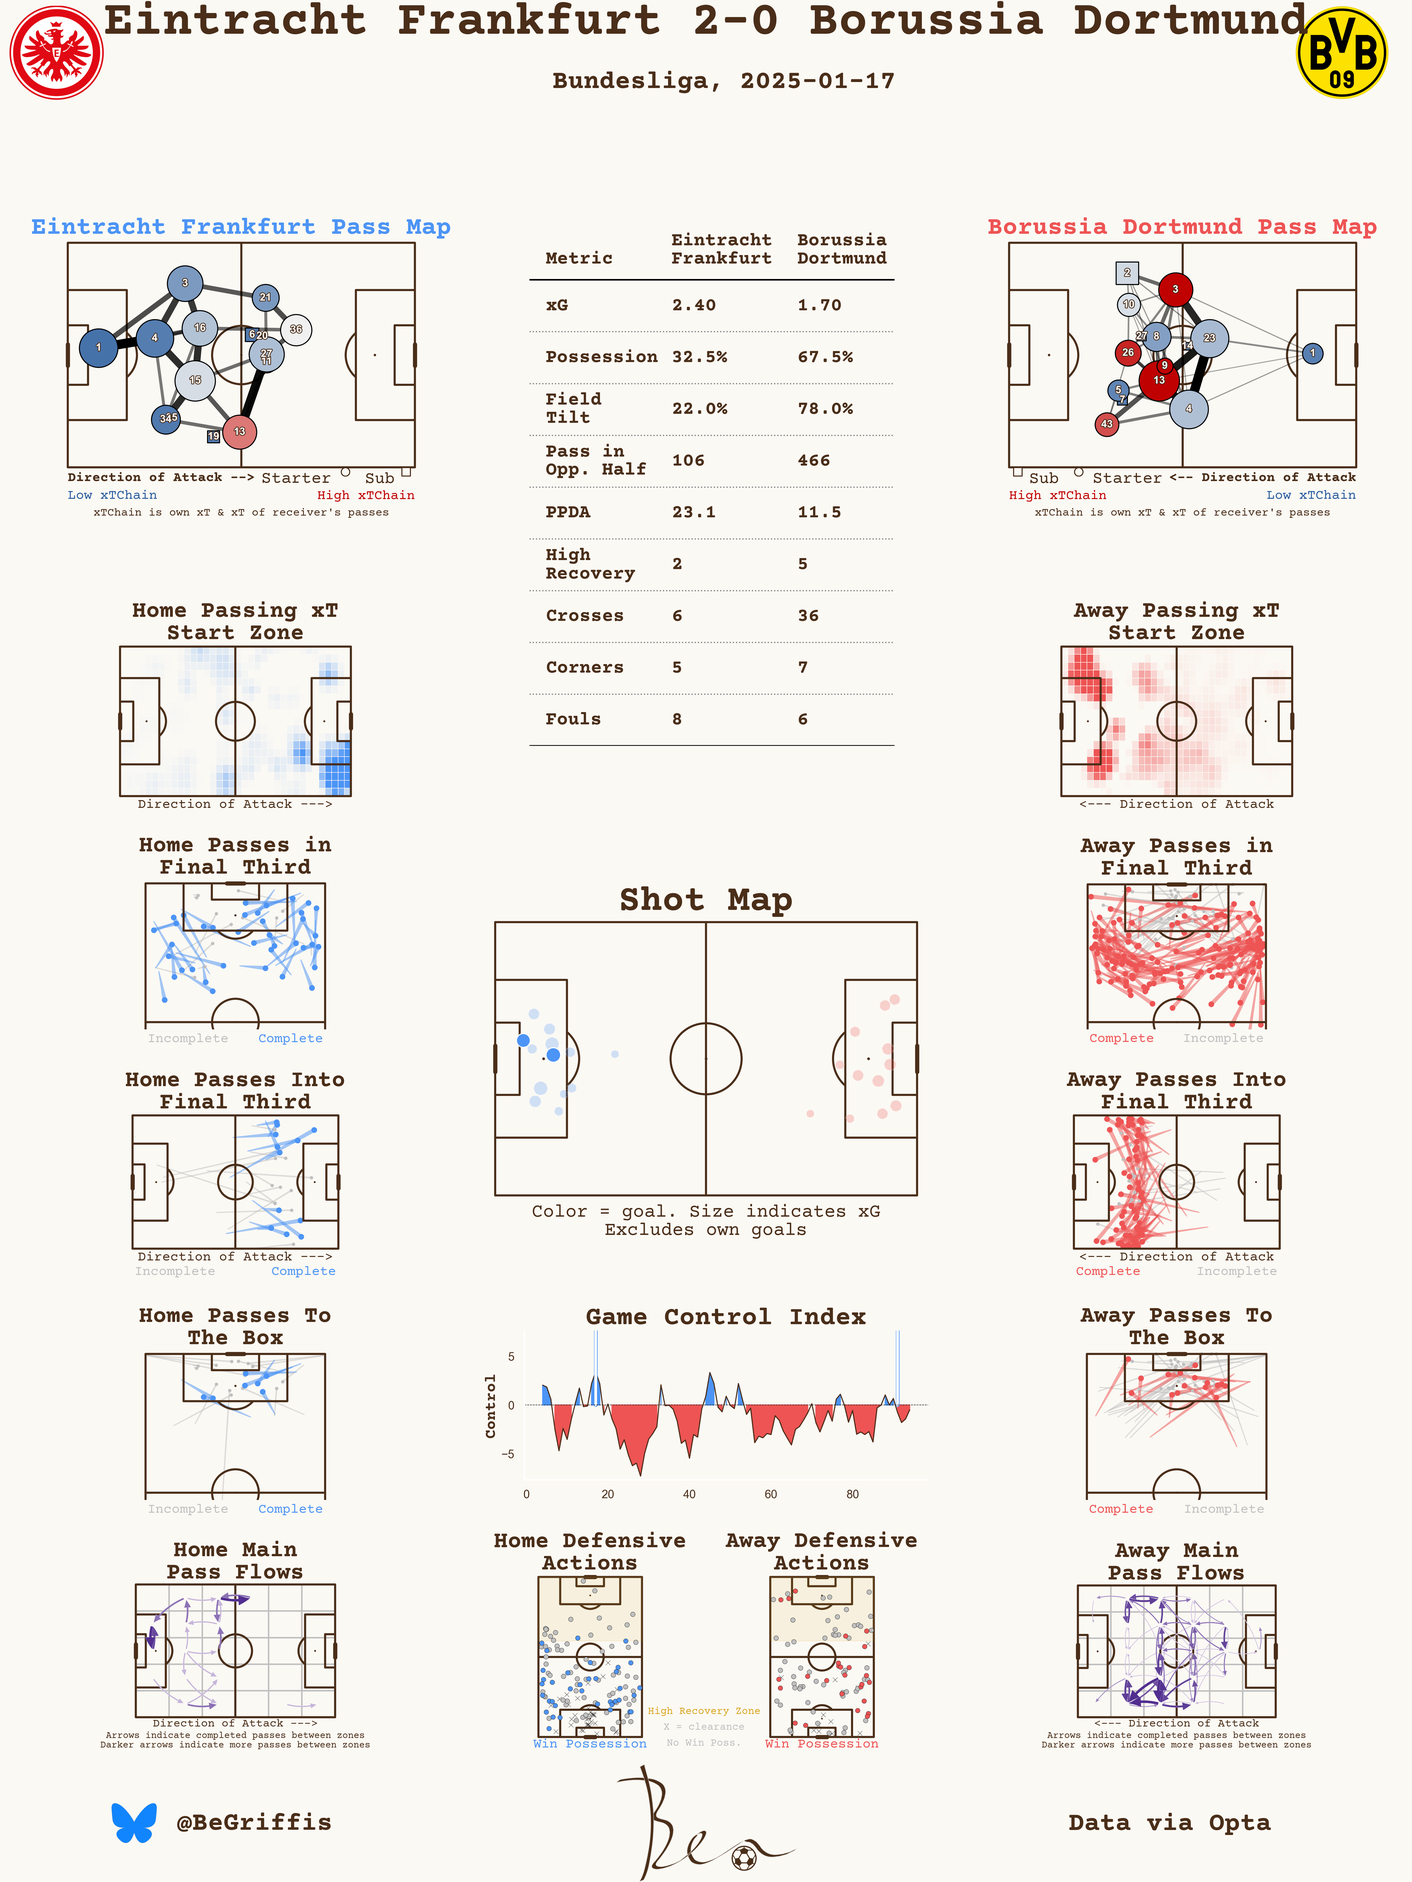 Eintracht Frankfurt 2-0 Borussia Dortmund
Bundesliga, 2025-01-17
BVB
09
Eintracht Frankfurt Pass Map
1
3
4
16
15
21
36
6
20
27
11
13
19
Direction of Attack --> Starter Sub
Low xTChain High xTChain
xTChain is own xT & xT of receiver's passes
Metric Eintracht Frankfurt Borussia Dortmund
xG 2.40 1.70
Possession 32.5% 67.5%
Field Tilt 22.0% 78.0%
Pass in Opp. Half 106 466
PPDA 23.1 11.5
High Recovery 2 5
Crosses 6 36
Corners 5 7
Fouls 8 6
Borussia Dortmund Pass Map
2
3
10
27
8
14
23
26
9
13
1
5
7
4
43
Sub Starter <-- Direction of Attack
High xTChain Low xTChain
xTChain is own xT & xT of receiver's passes
Home Passing xT
Start Zone
Direction of Attack --->
Away Passing xT
Start Zone
<--- Direction of Attack
Home Passes in
Final Third
Incomplete Complete
Away Passes in
Final Third
Complete Incomplete
Shot Map
Color = goal. Size indicates xG
Excludes own goals
Home Passes Into
Final Third
Direction of Attack --->
Incomplete Complete
Away Passes Into
Final Third
<--- Direction of Attack
Complete Incomplete
Home Passes To
The Box
Incomplete Complete
Game Control Index
Control
5
0
−5
0 20 40 60 80
Away Passes To
The Box
Complete Incomplete
Home Main
Pass Flows
Direction of Attack --->
Arrows indicate completed passes between zones
Darker arrows indicate more passes between zones
Home Defensive
Actions
Win Possession
High Recovery Zone
X = clearance
No Win Poss.
Away Defensive
Actions
Win Possession
Away Main
Pass Flows
<--- Direction of Attack
Arrows indicate completed passes between zones
Darker arrows indicate more passes between zones
@BeGriffis
Ben
Data via Opta